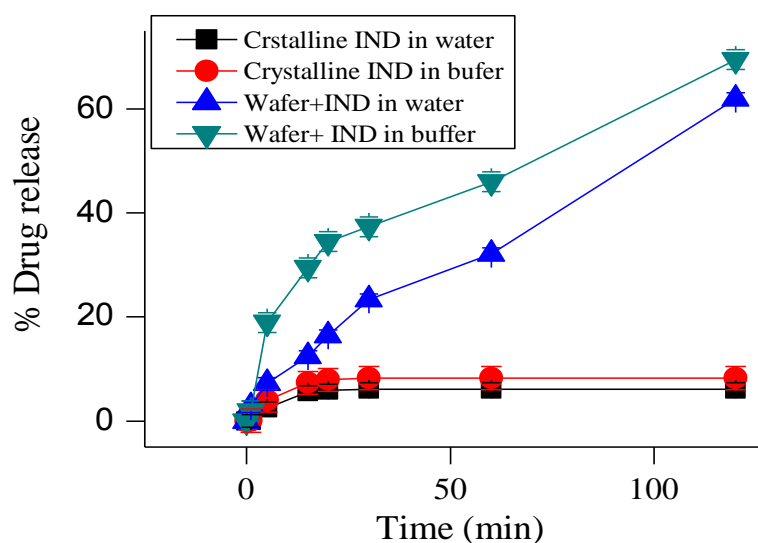 Crstalline IND in water
Crystalline IND in bufer
Wafer+IND in water
Wafer+ IND in buffer
% Drug release
60
40
20
0
0 50 100
Time (min)